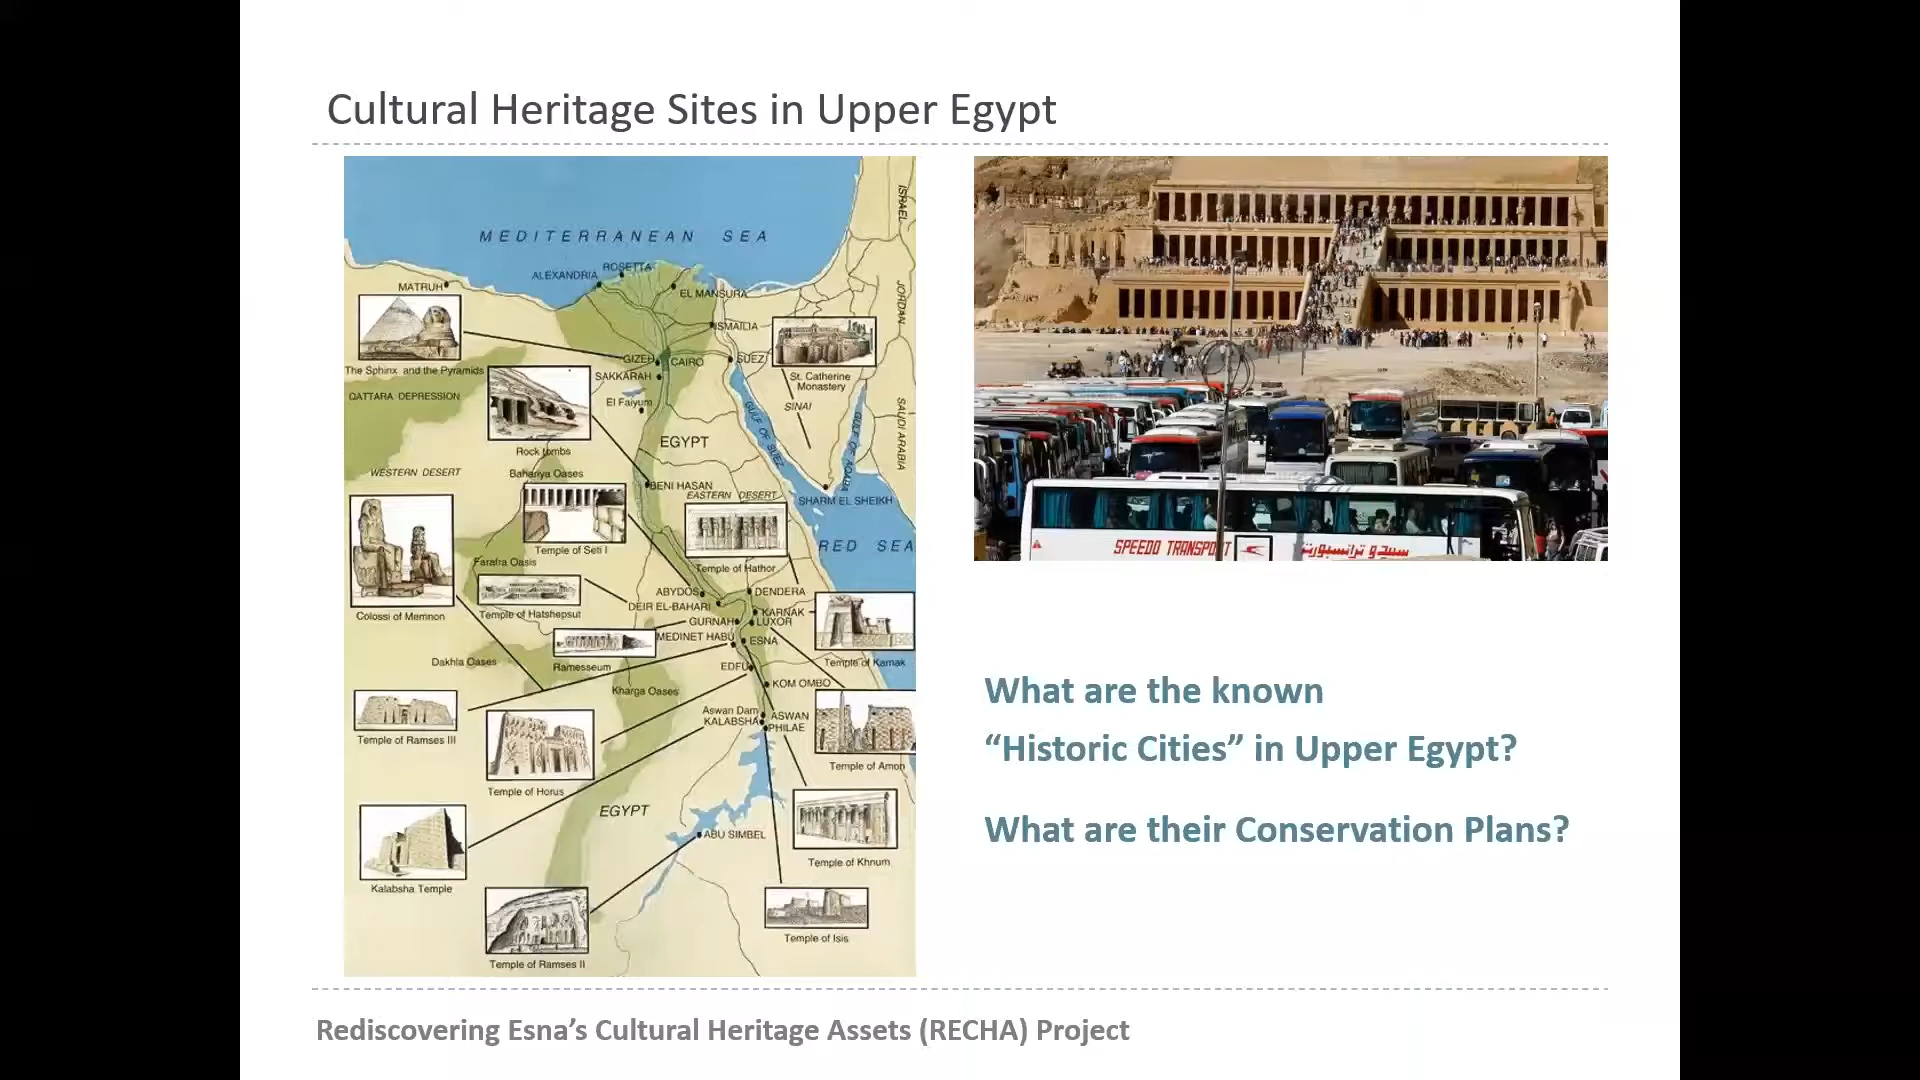 Cultural Heritage Sites in Upper Egypt
MEDITERRANEAN SEA
ISRAEL
ROSETTA
ALEXANDRIA
MATRUH
EL MANSURA
JORDAN
ISMAILIA
GIZEH
CAIRO
SUEZ
SAKKARAH
The Sphinx and the Pyramids
St. Catherine
Monastery
QATTARA DEPRESSION
El Faiyum
SINAI
SAUDI ARABIA
GULF OF SUEZ
GULF OF AQABA
EGYPT
Rock tombs
WESTERN DESERT
Bahariya Oases
BENI HASAN
EASTERN DESERT
SHARM EL SHEIKH
RED SEA
Temple of Seti I
Farafra Oasis
Temple of Hathor
ABYDOS
DENDERA
DEIR EL-BAHARI
KARNAK
Colossi of Memnon
Temple of Hatshepsut
GURNAH
LUXOR
MEDINET HABU
ESNA
Dakhla Oases
Ramesseum
EDFU
Temple of Karnak
Kharga Oases
KOM OMBO
Aswan Dam
KALABSHA
ASWAN
PHILAE
Temple of Ramses III
Temple of Amon
Temple of Horus
EGYPT
ABU SIMBEL
Temple of Khnum
Kalabsha Temple
Temple of Isis
Temple of Ramses II
SPEEDO TRANSPORT
سبيدو ترانسبورت
What are the known
“Historic Cities” in Upper Egypt?
What are their Conservation Plans?
Rediscovering Esna’s Cultural Heritage Assets (RECHA) Project